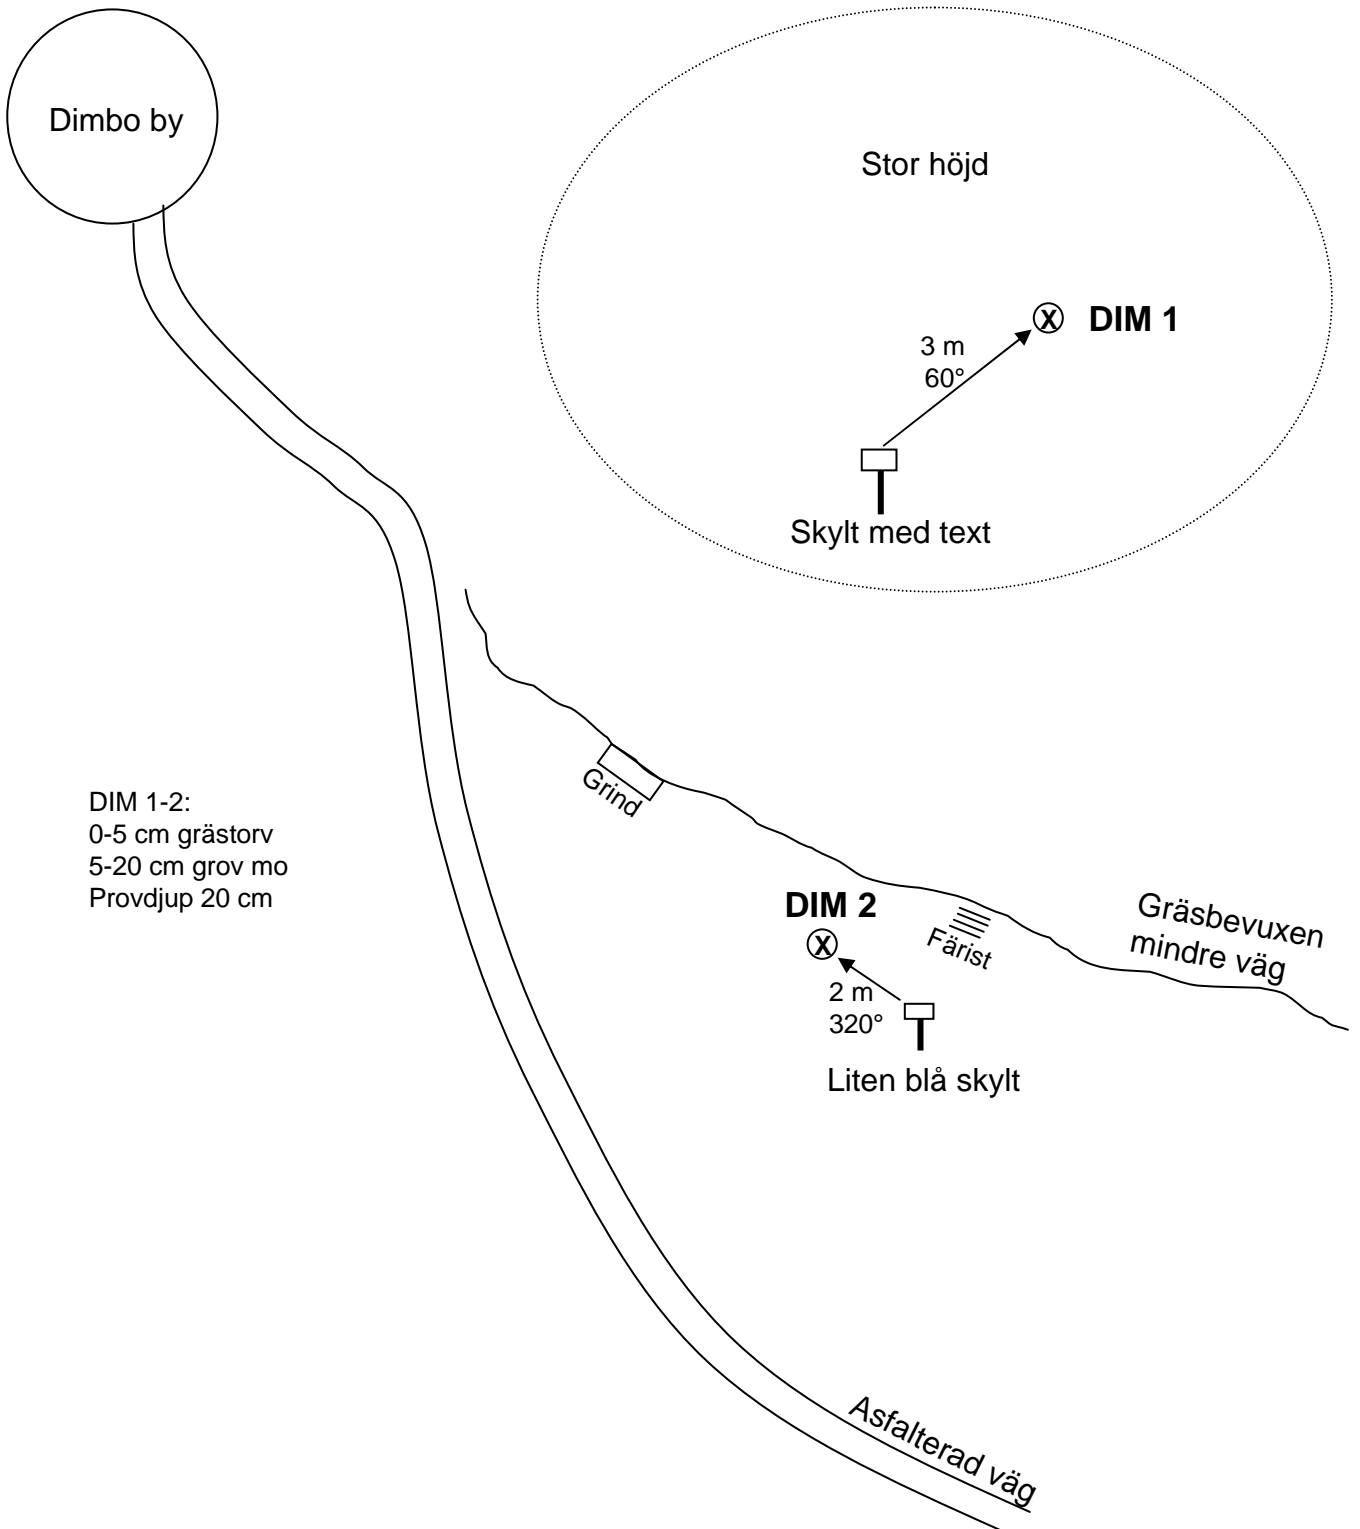 Dimbo by
Stor höjd
X DIM 1
3 m
60°
Skylt med text
Grind
DIM 1-2:
0-5 cm grästorv
5-20 cm grov mo
Provdjup 20 cm
DIM 2
X
Färist
Gräsbevuxen
mindre väg
2 m
320°
Liten blå skylt
Asfalterad väg